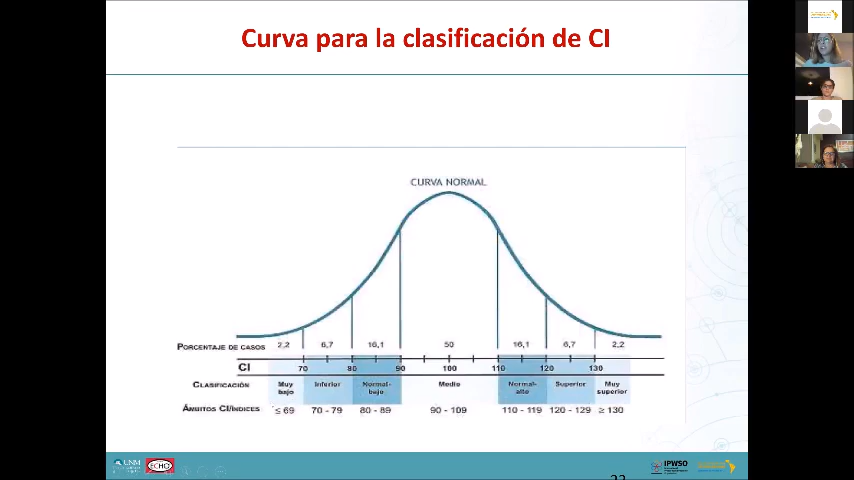 Curva para la clasificación de CI
CURVA NORMAL
PORCENTAJE DE CASOS 2,2 6,7 16,1 50 16,1 6,7 2,2
CI 70 80 90 100 110 120 130
CLASIFICACIÓN Muy bajo Inferior Normal-bajo Medio Normal-alto Superior Muy superior
ÁMBITOS CI/ÍNDICES ≤ 69 70 - 79 80 - 89 90 - 109 110 - 119 120 - 129 ≥ 130
UNM ECHO IPWSO